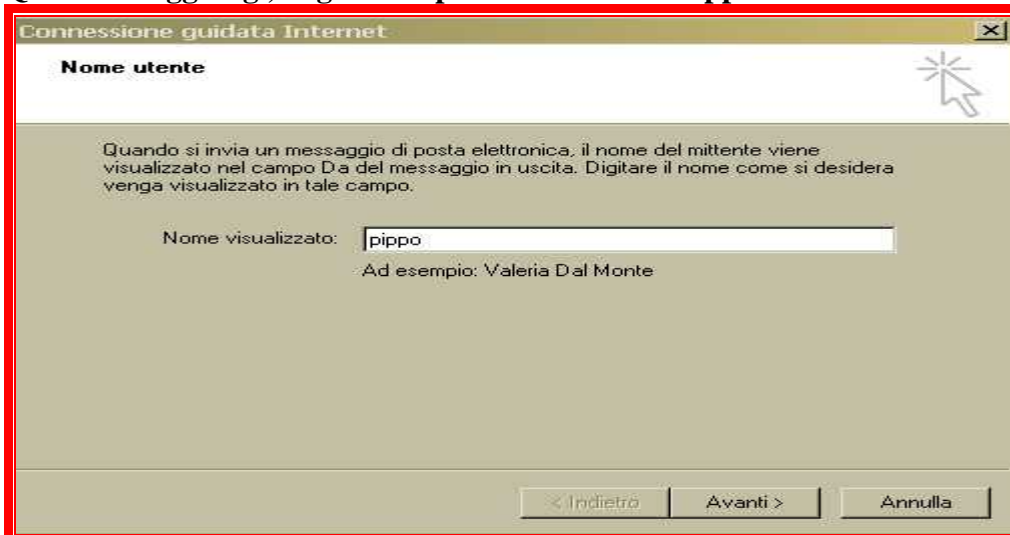 Connessione guidata Internet
Nome utente
Quando si invia un messaggio di posta elettronica, il nome del mittente viene
visualizzato nel campo Da del messaggio in uscita. Digitare il nome come si desidera
venga visualizzato in tale campo.
Nome visualizzato: pippo
Ad esempio: Valeria Dal Monte
< Indietro Avanti > Annulla